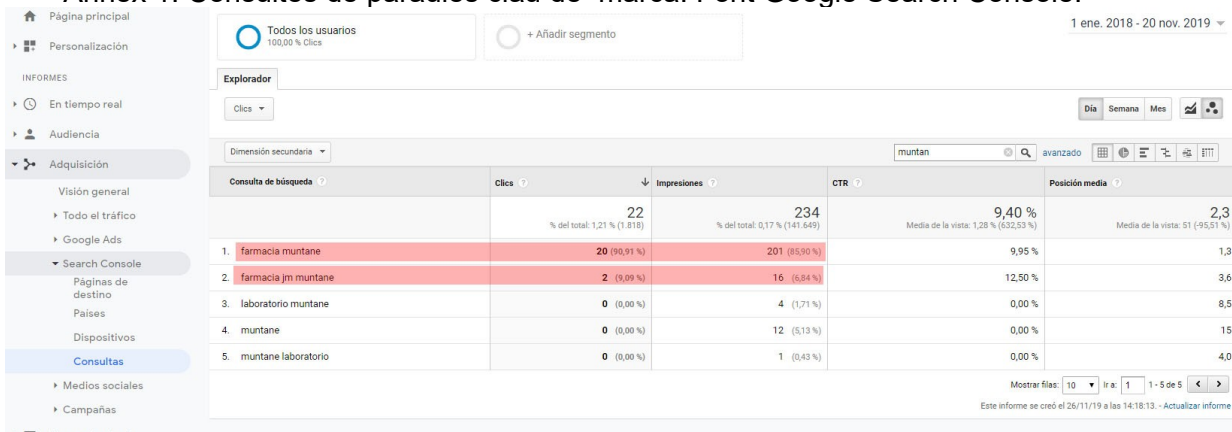 Página principal
Personalización
INFORMES
En tiempo real
Audiencia
Adquisición
Visión general
Todo el tráfico
Google Ads
Search Console
Páginas de
destino
Países
Dispositivos
Consultas
Medios sociales
Campañas
Todos los usuarios
100,00 % Clics
+ Añadir segmento
1 ene. 2018 - 20 nov. 2019
Explorador
Clics
Día Semana Mes
Dimensión secundaria
muntan
avanzado
Consulta de búsqueda ? Clics ? Impresiones ? CTR ? Posición media ?
22 234 9,40 % 2,3
% del total: 1,21 % (1.818) % del total: 0,17 % (141.649) Media de la vista: 1,28 % (632,53 %) Media de la vista: 51 (-95,51 %)
1. farmacia muntane 20 (90,91 %) 201 (85,90 %) 9,95 % 1,3
2. farmacia jm muntane 2 (9,09 %) 16 (6,84 %) 12,50 % 3,6
3. laboratorio muntane 0 (0,00 %) 4 (1,71 %) 0,00 % 8,5
4. muntane 0 (0,00 %) 12 (5,13 %) 0,00 % 15
5. muntane laboratorio 0 (0,00 %) 1 (0,43 %) 0,00 % 4,0
Mostrar filas: 10 Ir a: 1 1 - 5 de 5
Este informe se creó el 26/11/19 a las 14:18:13. - Actualizar informe